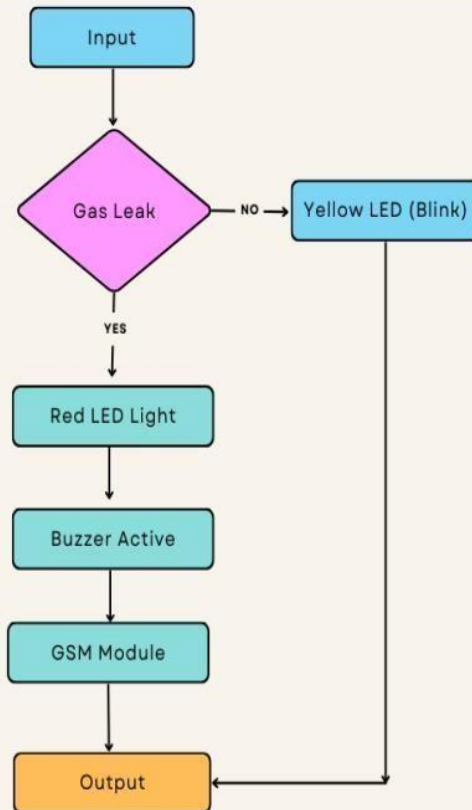 Input
Gas Leak
NO
Yellow LED (Blink)
YES
Red LED Light
Buzzer Active
GSM Module
Output